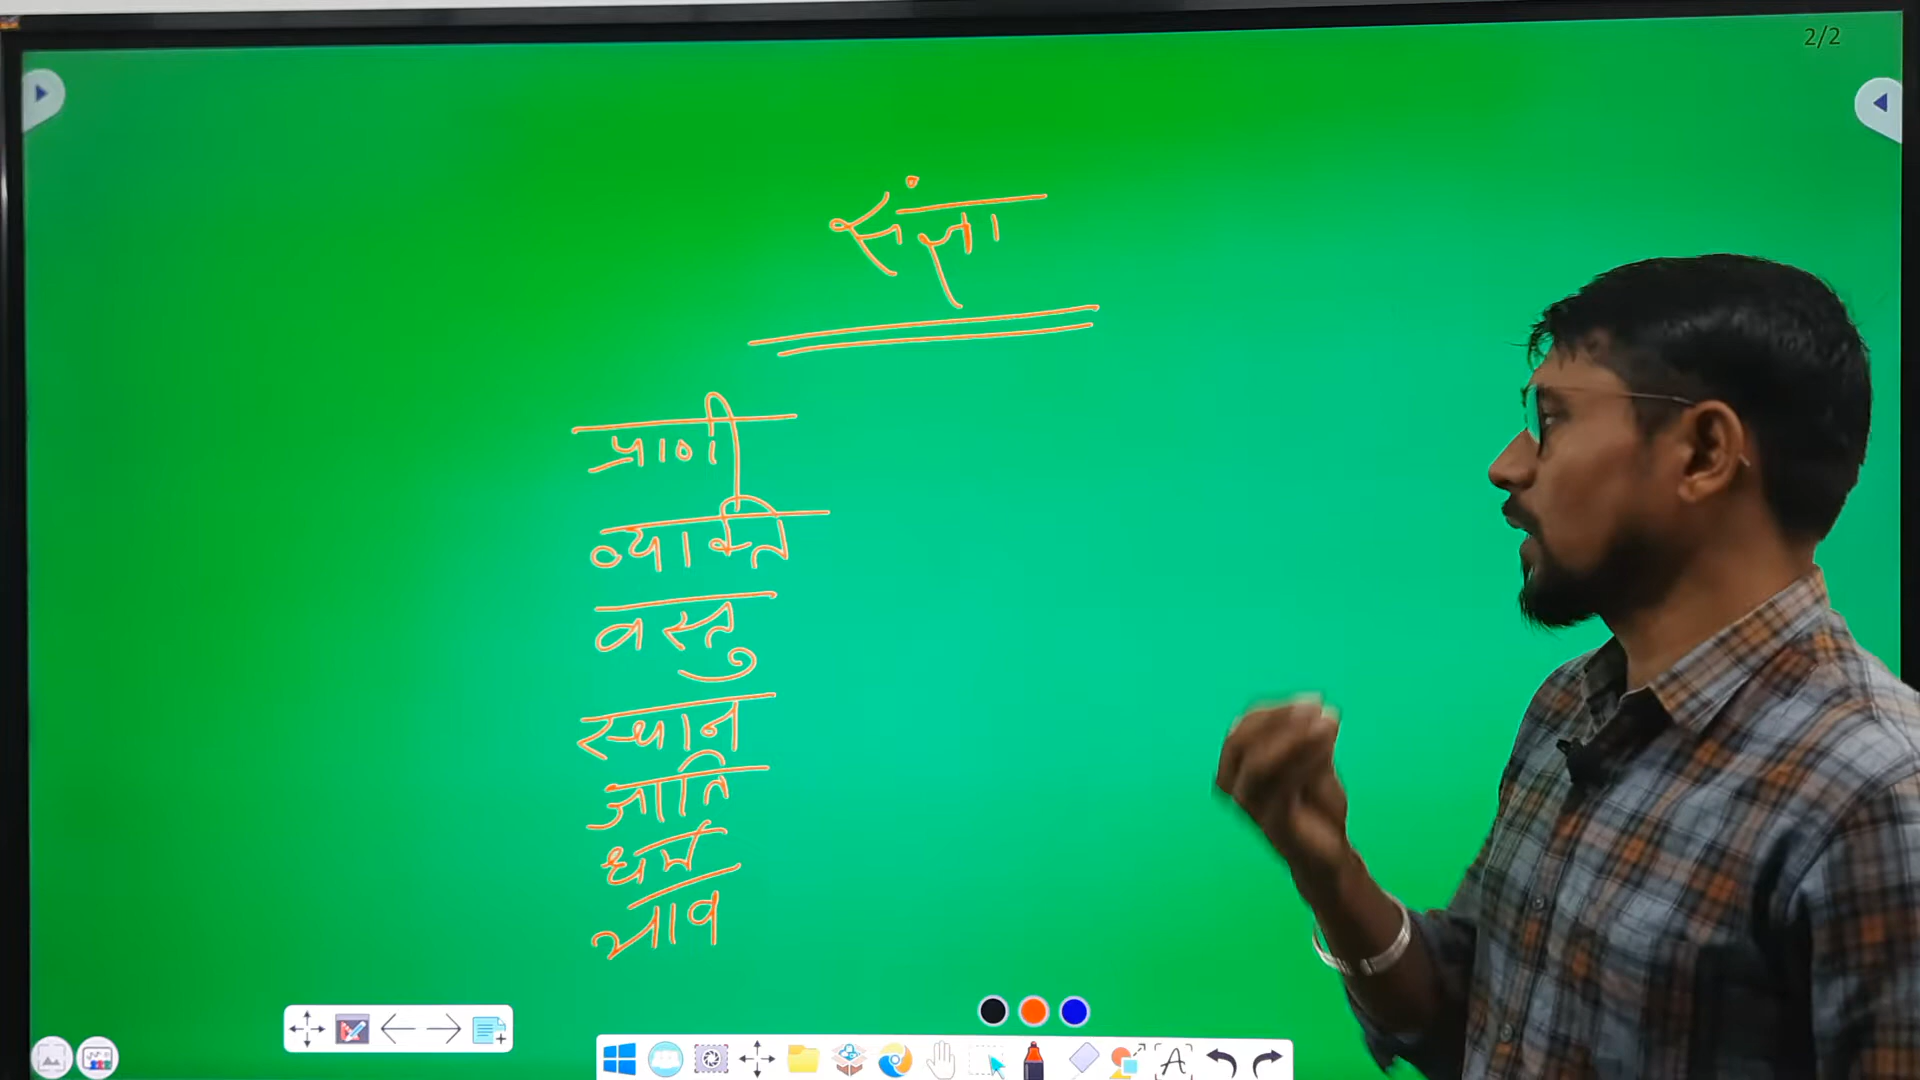 2/2
संज्ञा
प्राणी
व्यक्ति
वस्तु
स्थान
जाति
धर्म
भाव